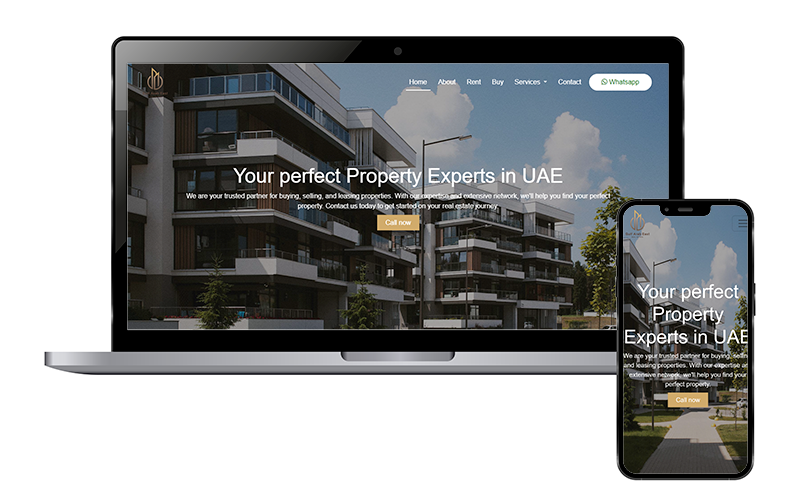 Home About Rent Buy Services Contact Whatsapp
Your perfect Property Experts in UAE
We are your trusted partner for buying, selling, and leasing properties. With our expertise and extensive network, we'll help you find your perfect
property. Contact us today to get started on your real estate journey
Call now
Your perfect
Property
Experts in UAE
We are your trusted partner for buying, sellin
and leasing properties. With our expertise a
extensive network, we'll help you find your
perfect property.
Call now